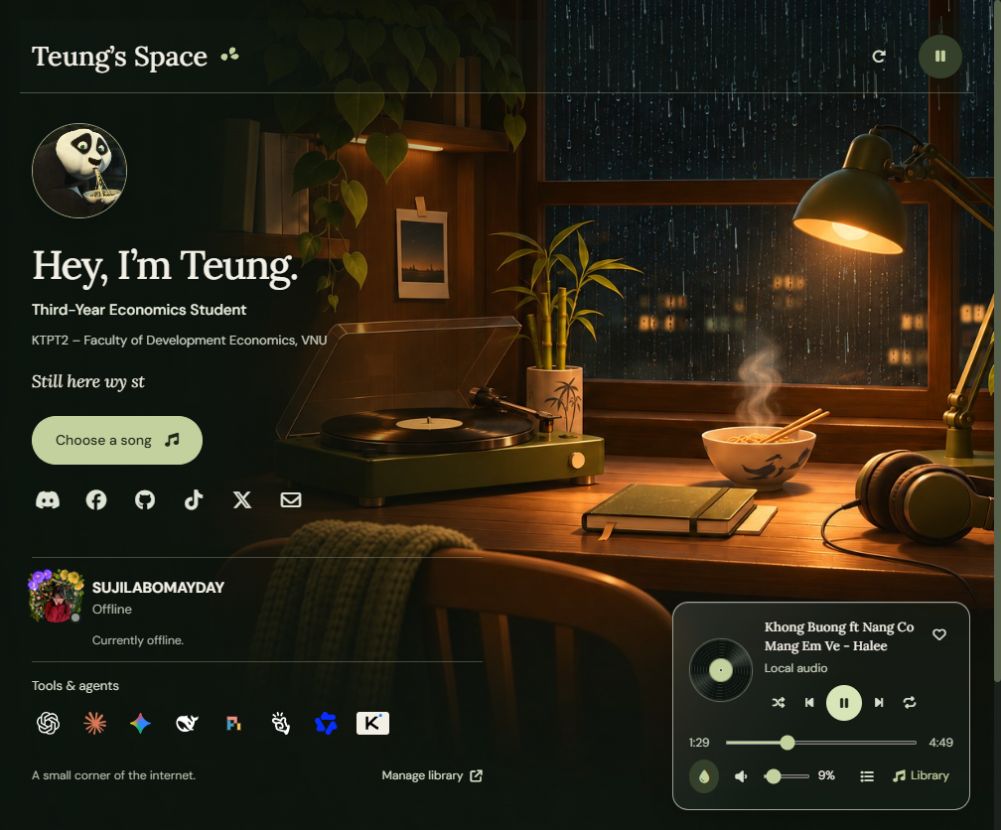 Teung’s Space
Hey, I’m Teung.
Third-Year Economics Student
KTPT2 – Faculty of Development Economics, VNU
Still here wy st
Choose a song
SUJILABOMAYDAY
Offline
Currently offline.
Tools & agents
K
A small corner of the internet.
Manage library
Khong Buong ft Nang Co
Mang Em Ve - Halee
Local audio
1:29
4:49
9%
Library